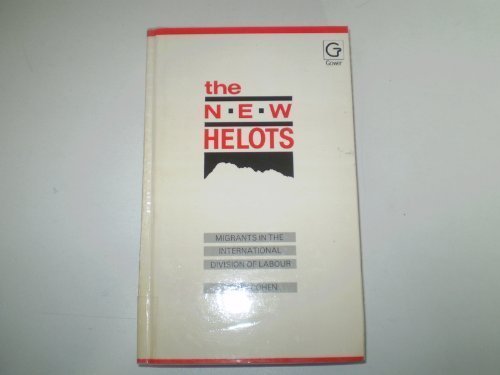 Gower
the
N·E·W
HELOTS
MIGRANTS IN THE
INTERNATIONAL
DIVISION OF LABOUR
COHEN